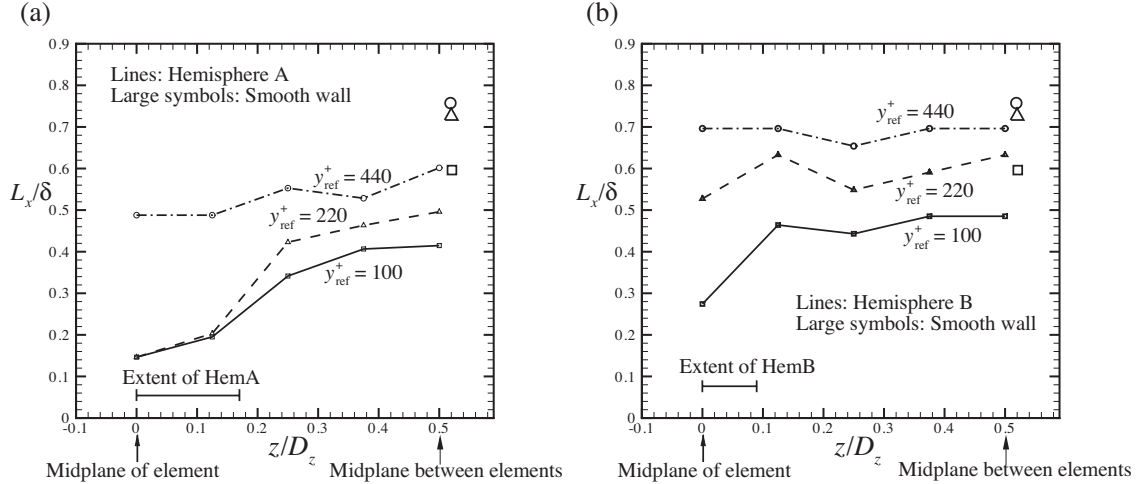 (a)
0.9
0.8
0.7
0.6
0.5
0.4
0.3
0.2
0.1
0
L_x/δ
Lines: Hemisphere A
Large symbols: Smooth wall
y⁺_ref = 440
y⁺_ref = 220
y⁺_ref = 100
Extent of HemA
-0.1 0 0.1 0.2 0.3 0.4 0.5
z/D_z
Midplane of element
Midplane between elements
(b)
0.9
0.8
0.7
0.6
0.5
0.4
0.3
0.2
0.1
0
L_x/δ
y⁺_ref = 440
y⁺_ref = 220
y⁺_ref = 100
Lines: Hemisphere B
Large symbols: Smooth wall
Extent of HemB
-0.1 0 0.1 0.2 0.3 0.4 0.5
z/D_z
Midplane of element
Midplane between elements